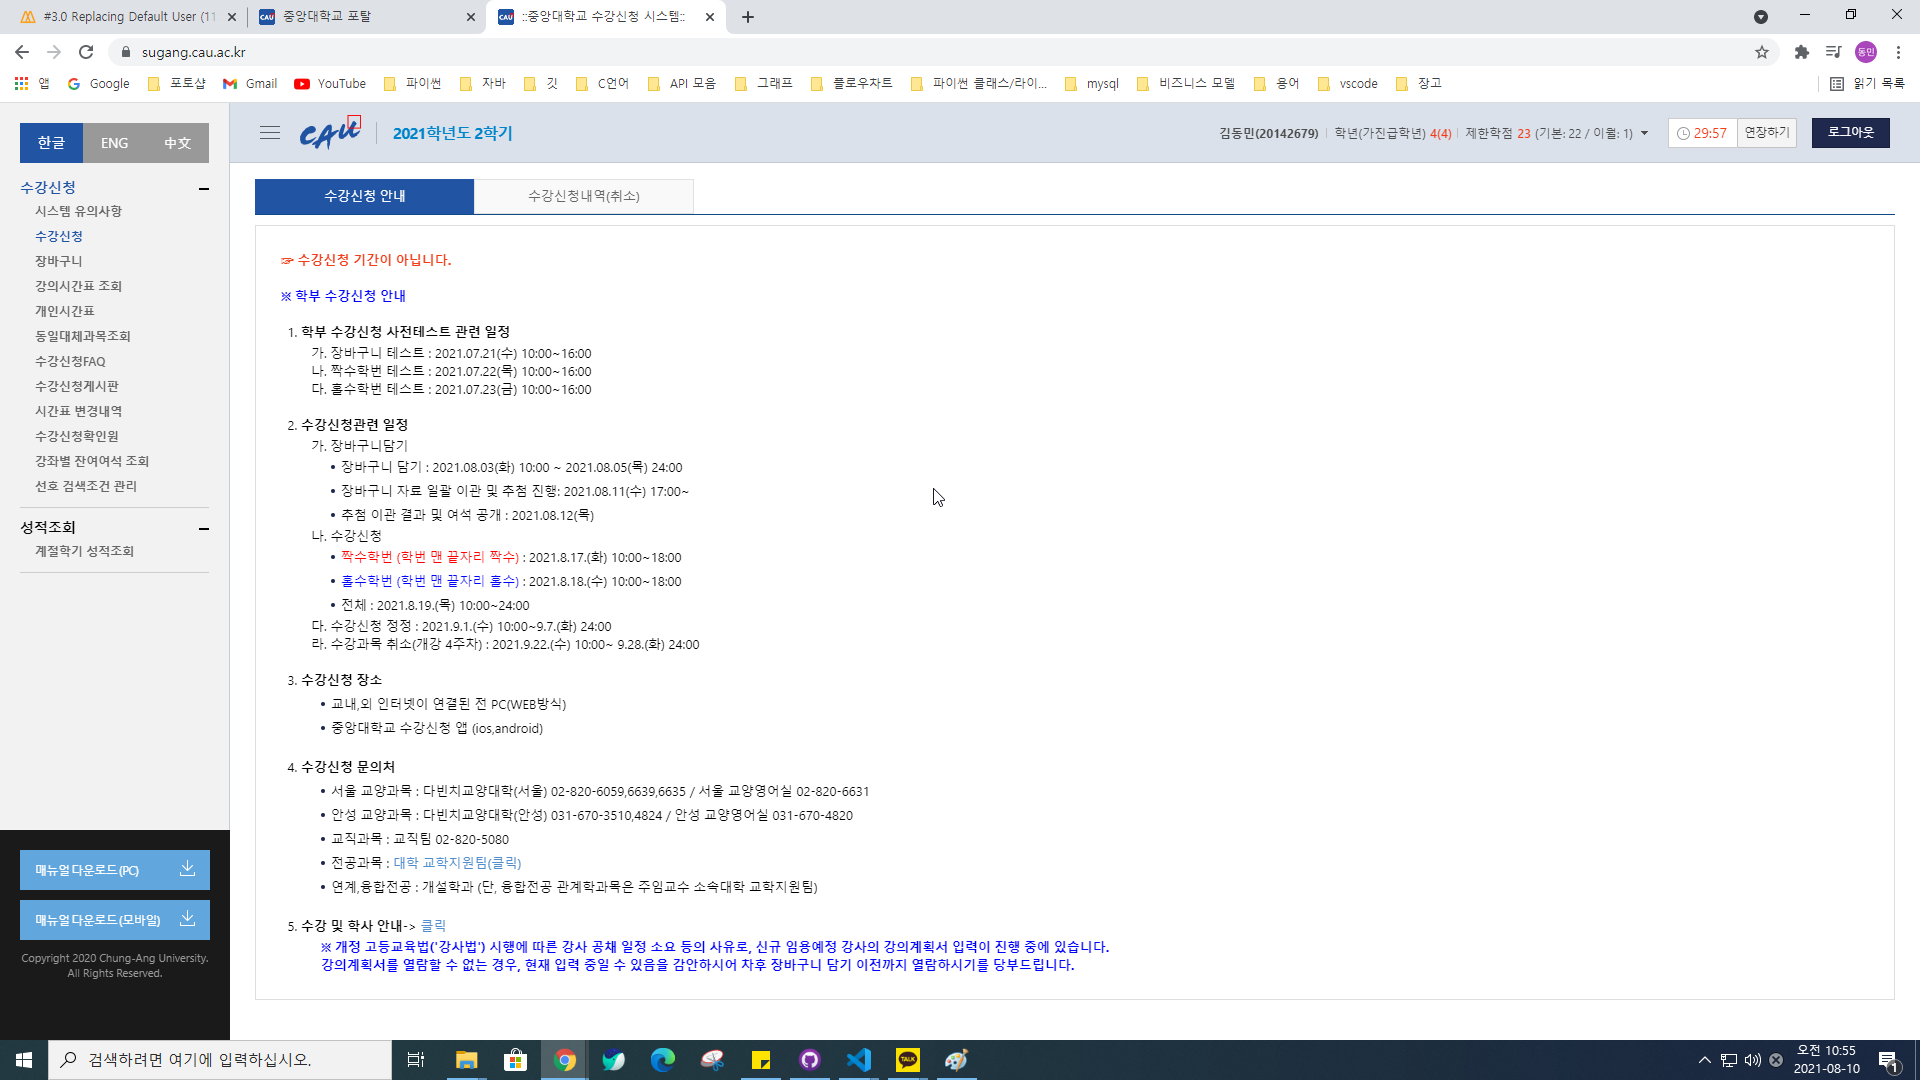 #3.0 Replacing Default User (11
중앙대학교 포탈
::중앙대학교 수강신청 시스템::
sugang.cau.ac.kr
동민
앱
Google
포토샵
Gmail
YouTube
파이썬
자바
깃
C언어
API 모음
그래프
플로우차트
파이썬 클래스/라이...
mysql
비즈니스 모델
용어
vscode
장고
읽기 목록
한글 ENG 中文
CAU
2021학년도 2학기
김동민(20142679) 학년(가진급학년) 4(4) 제한학점 23 (기본: 22 / 이월: 1)
29:57
연장하기
로그아웃
수강신청
시스템 유의사항
수강신청
장바구니
강의시간표 조회
개인시간표
동일대체과목조회
수강신청FAQ
수강신청게시판
시간표 변경내역
수강신청확인원
강좌별 잔여여석 조회
선호 검색조건 관리
성적조회
계절학기 성적조회
매뉴얼 다운로드(PC)
매뉴얼 다운로드(모바일)
Copyright 2020 Chung-Ang University.
All Rights Reserved.
수강신청 안내
수강신청내역(취소)
☞ 수강신청 기간이 아닙니다.
※ 학부 수강신청 안내
1. 학부 수강신청 사전테스트 관련 일정
가. 장바구니 테스트 : 2021.07.21(수) 10:00~16:00
나. 짝수학번 테스트 : 2021.07.22(목) 10:00~16:00
다. 홀수학번 테스트 : 2021.07.23(금) 10:00~16:00
2. 수강신청관련 일정
가. 장바구니담기
• 장바구니 담기 : 2021.08.03(화) 10:00 ~ 2021.08.05(목) 24:00
• 장바구니 자료 일괄 이관 및 추첨 진행: 2021.08.11(수) 17:00~
• 추첨 이관 결과 및 여석 공개 : 2021.08.12(목)
나. 수강신청
• 짝수학번 (학번 맨 끝자리 짝수) : 2021.8.17.(화) 10:00~18:00
• 홀수학번 (학번 맨 끝자리 홀수) : 2021.8.18.(수) 10:00~18:00
• 전체 : 2021.8.19.(목) 10:00~24:00
다. 수강신청 정정 : 2021.9.1.(수) 10:00~9.7.(화) 24:00
라. 수강과목 취소(개강 4주차) : 2021.9.22.(수) 10:00~ 9.28.(화) 24:00
3. 수강신청 장소
• 교내,외 인터넷이 연결된 전 PC(WEB방식)
• 중앙대학교 수강신청 앱 (ios,android)
4. 수강신청 문의처
• 서울 교양과목 : 다빈치교양대학(서울) 02-820-6059,6639,6635 / 서울 교양영어실 02-820-6631
• 안성 교양과목 : 다빈치교양대학(안성) 031-670-3510,4824 / 안성 교양영어실 031-670-4820
• 교직과목 : 교직팀 02-820-5080
• 전공과목 : 대학 교학지원팀(클릭)
• 연계,융합전공 : 개설학과 (단, 융합전공 관계학과목은 주임교수 소속대학 교학지원팀)
5. 수강 및 학사 안내-> 클릭
※ 개정 고등교육법('강사법') 시행에 따른 강사 공채 일정 소요 등의 사유로, 신규 임용예정 강사의 강의계획서 입력이 진행 중에 있습니다.
강의계획서를 열람할 수 없는 경우, 현재 입력 중일 수 있음을 감안하시어 차후 장바구니 담기 이전까지 열람하시기를 당부드립니다.
검색하려면 여기에 입력하십시오.
TALK
오전 10:55
2021-08-10
1